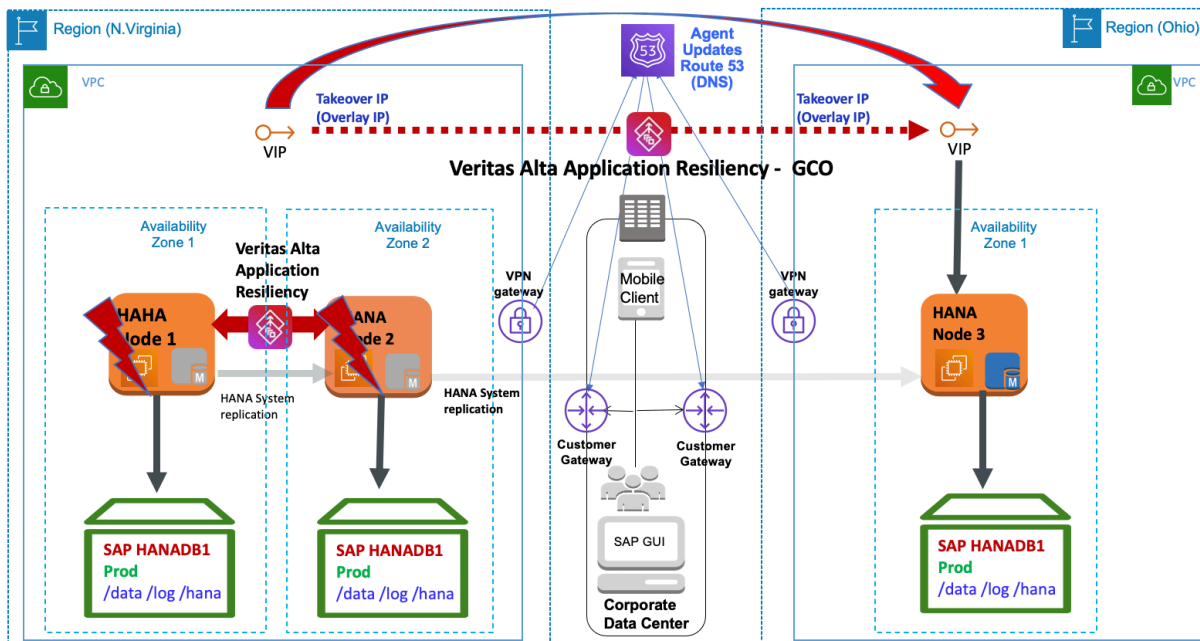 Region (N.Virginia)
VPC
Takeover IP
(Overlay IP)
VIP
53
Agent
Updates
Route 53
(DNS)
Region (Ohio)
VPC
Takeover IP
(Overlay IP)
VIP
Veritas Alta Application Resiliency - GCO
Availability
Zone 1
Veritas Alta
Application
Resiliency
Availability
Zone 2
HAHA
Node 1
M
HANA System
replication
HANA
Node 2
M
HANA System
replication
VPN
gateway
Mobile
Client
VPN
gateway
Customer
Gateway
Customer
Gateway
SAP GUI
Corporate
Data Center
Availability
Zone 1
HANA
Node 3
M
SAP HANADB1
Prod
/data /log /hana
SAP HANADB1
Prod
/data /log /hana
SAP HANADB1
Prod
/data /log /hana